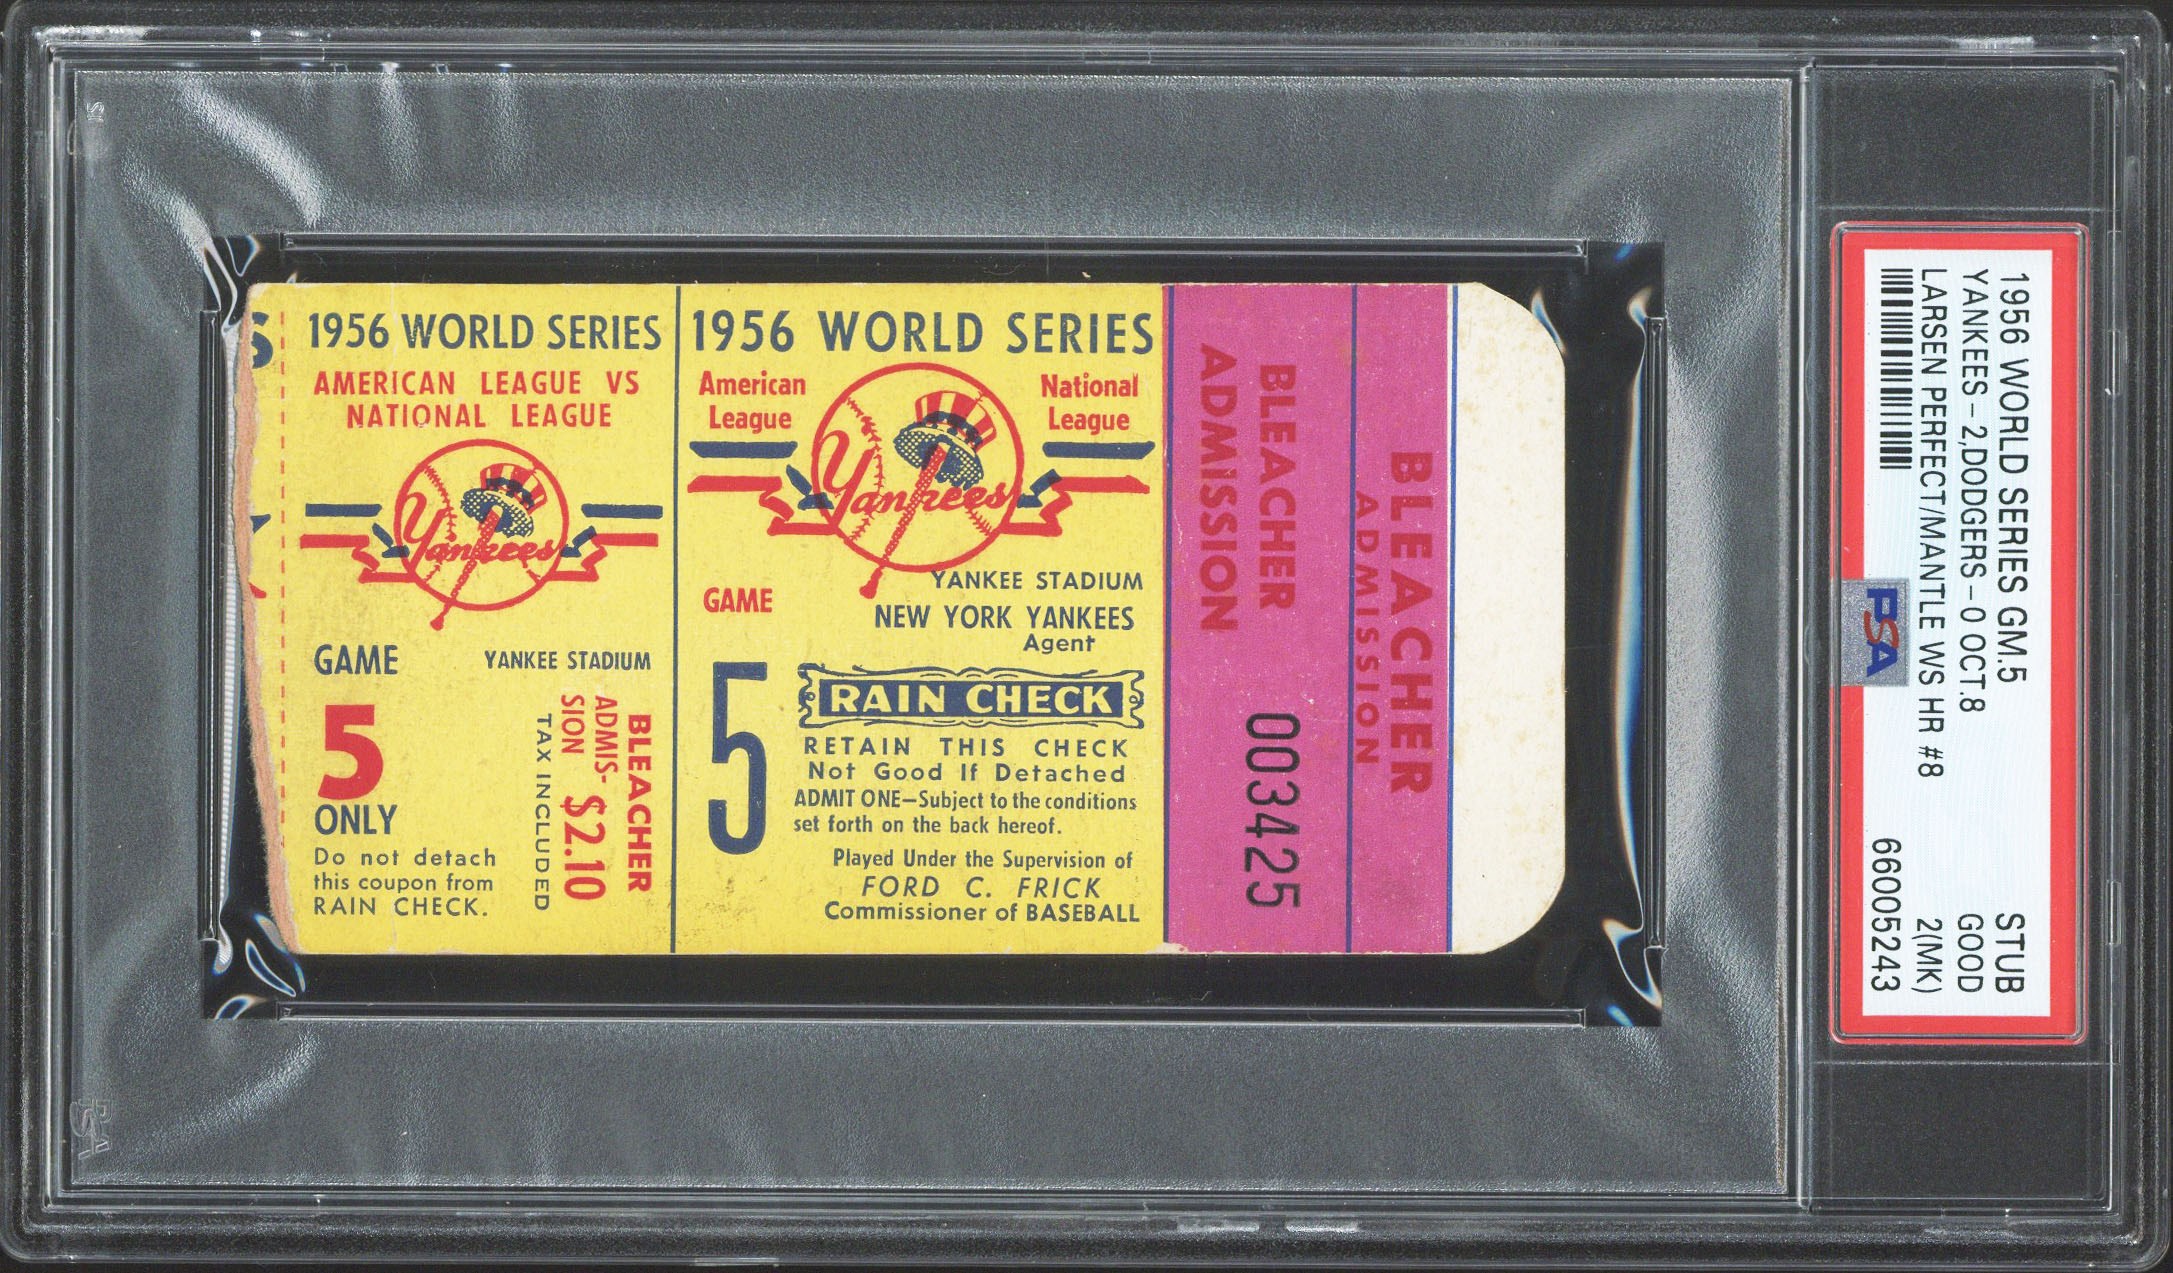 S
1956 WORLD SERIES
AMERICAN LEAGUE VS
NATIONAL LEAGUE
Yankees
GAME
5
ONLY
YANKEE STADIUM
BLEACHER
ADMIS-
SION $2.10
TAX INCLUDED
Do not detach
this coupon from
RAIN CHECK.
1956 WORLD SERIES
American
League
National
League
Yankees
GAME
5
YANKEE STADIUM
NEW YORK YANKEES
Agent
RAIN CHECK
RETAIN THIS CHECK
Not Good If Detached
ADMIT ONE—Subject to the conditions
set forth on the back hereof.
Played Under the Supervision of
FORD C. FRICK
Commissioner of BASEBALL
BLEACHER
ADMISSION
003425
BLEACHER
ADMISSION
1956 WORLD SERIES GM.5 STUB
YANKEES - 2,DODGERS - 0 OCT.8 GOOD
LARSEN PERFECT/MANTLE WS HR #8 2(MK)
66005243
PSA
PSA